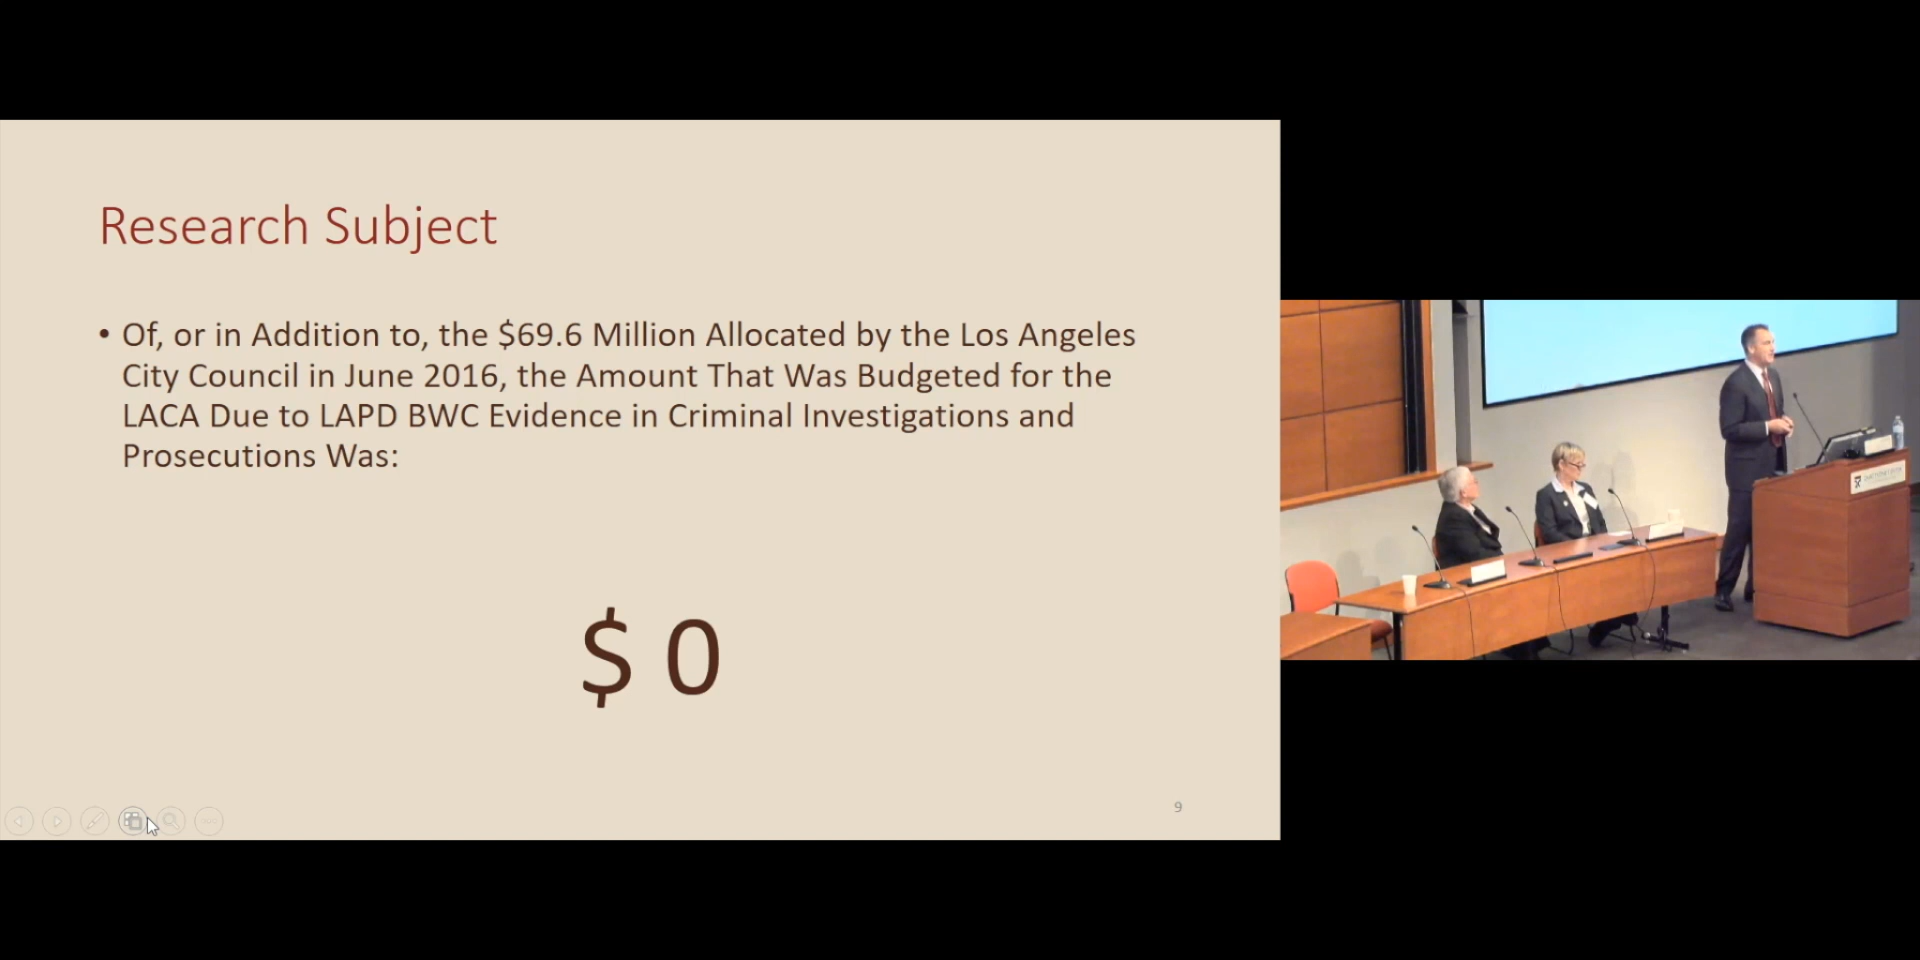 Research Subject
• Of, or in Addition to, the $69.6 Million Allocated by the Los Angeles
City Council in June 2016, the Amount That Was Budgeted for the
LACA Due to LAPD BWC Evidence in Criminal Investigations and
Prosecutions Was:
$ 0
9